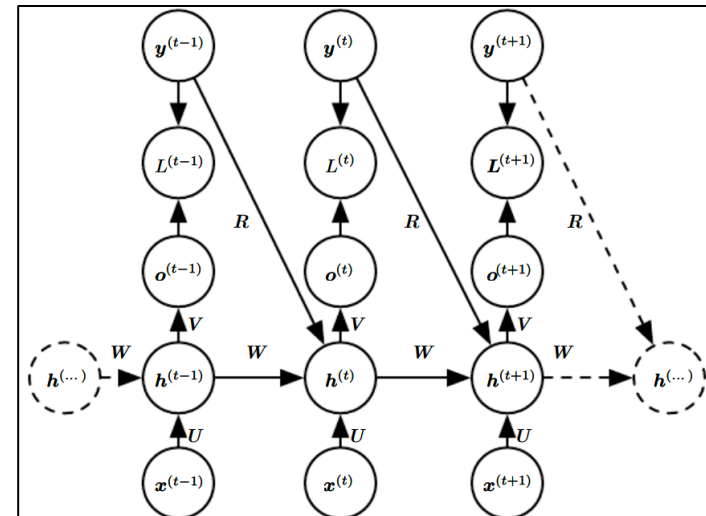 y^(t−1) y^(t) y^(t+1)
L^(t−1) L^(t) L^(t+1)
R R R
o^(t−1) o^(t) o^(t+1)
V V V
W W W W
h^(...) h^(t−1) h^(t) h^(t+1) h^(...)
U U U
x^(t−1) x^(t) x^(t+1)